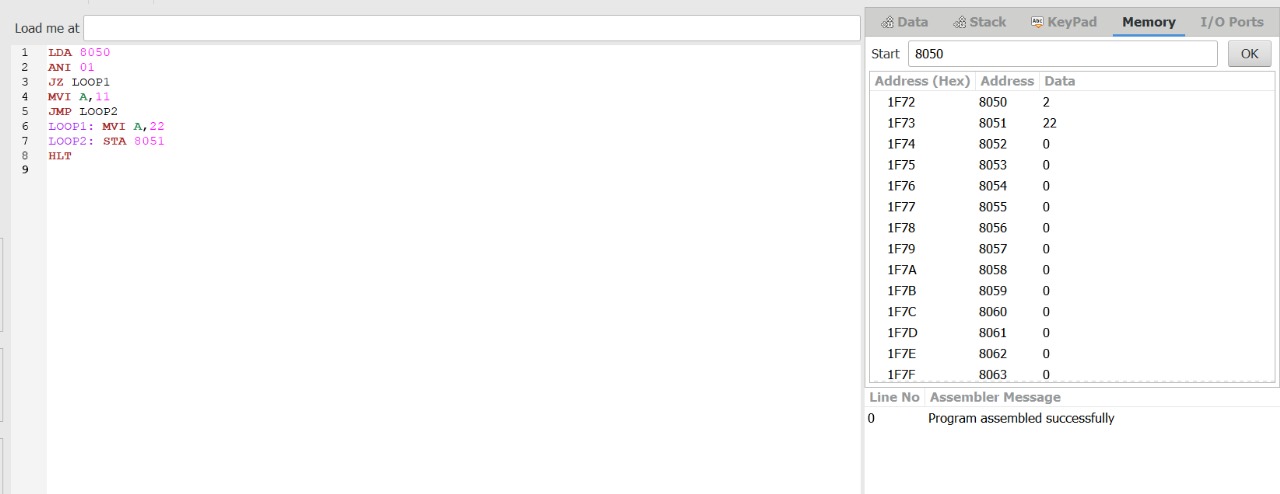 Load me at
1 LDA 8050
2 ANI 01
3 JZ LOOP1
4 MVI A,11
5 JMP LOOP2
6 LOOP1: MVI A,22
7 LOOP2: STA 8051
8 HLT
9
Data Stack KeyPad Memory I/O Ports
Start 8050 OK
Address (Hex) Address Data
1F72 8050 2
1F73 8051 22
1F74 8052 0
1F75 8053 0
1F76 8054 0
1F77 8055 0
1F78 8056 0
1F79 8057 0
1F7A 8058 0
1F7B 8059 0
1F7C 8060 0
1F7D 8061 0
1F7E 8062 0
1F7F 8063 0
Line No Assembler Message
0 Program assembled successfully